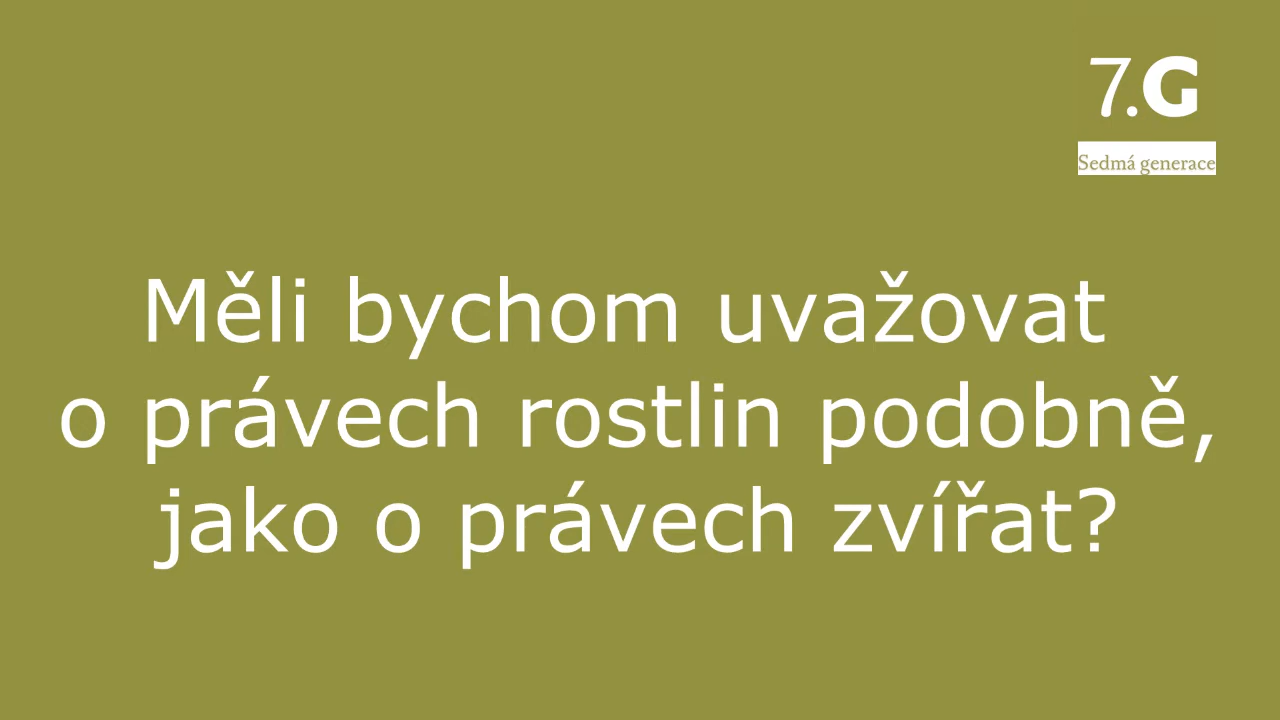 7.G
Sedmá generace
Měli bychom uvažovat
o právech rostlin podobně,
jako o právech zvířat?